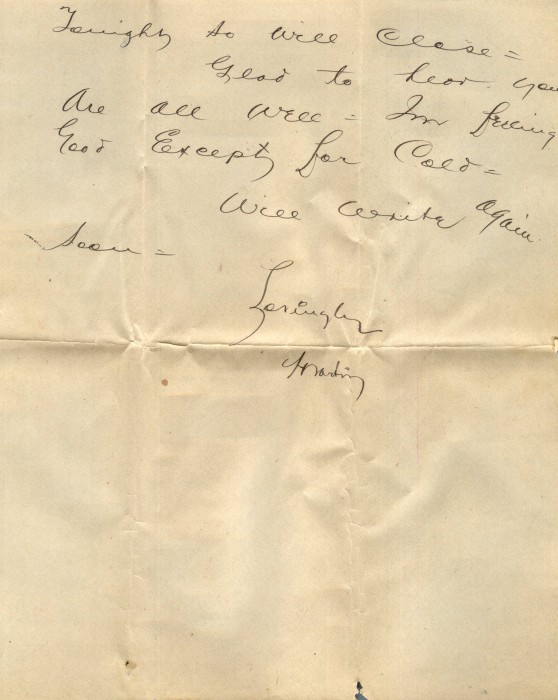 Tonight so will close =
Glad to hear you
Are all well = Im feeling
Good Except for Cold =
Will write Again
Soon =
Lovingly
Martin